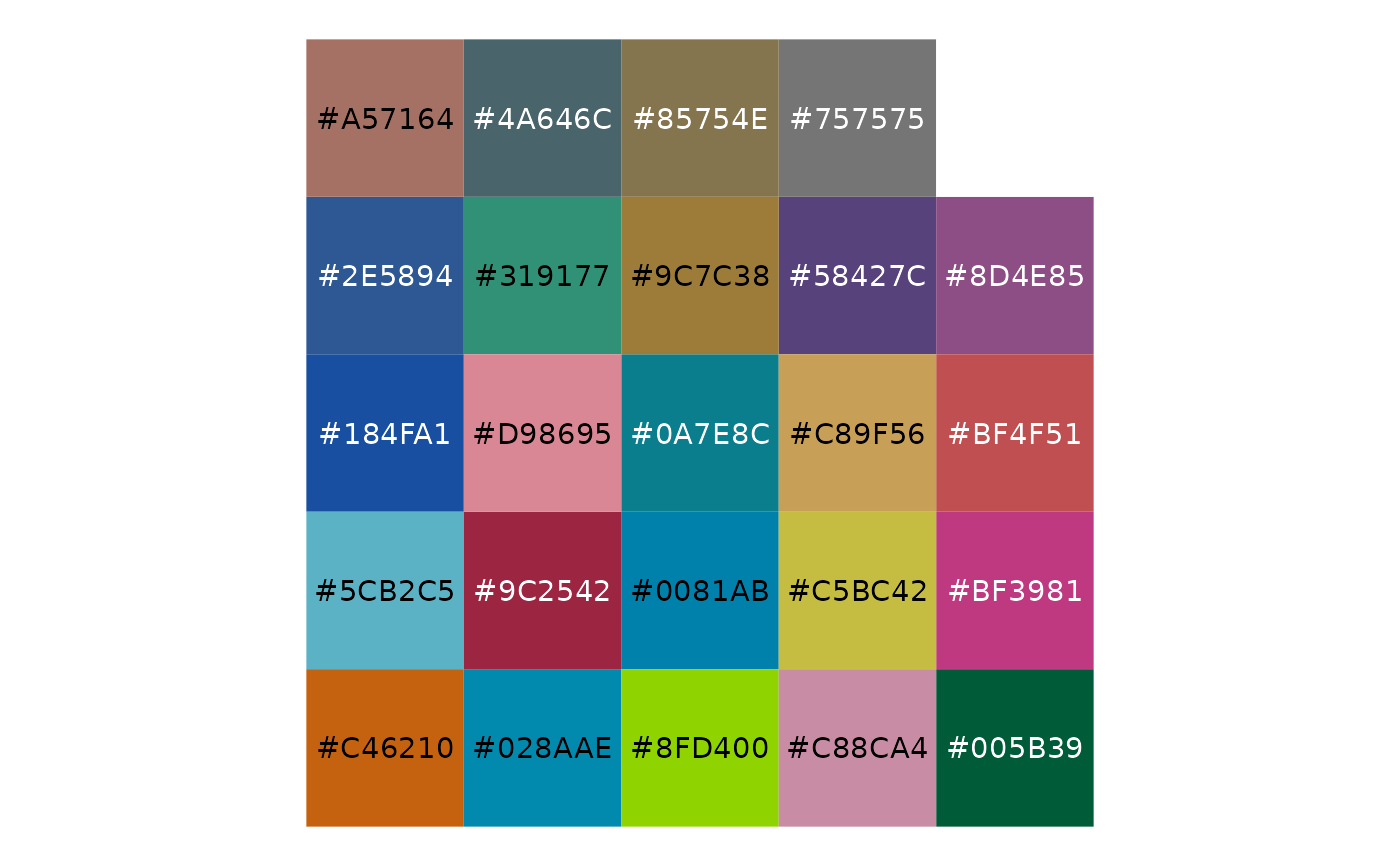 #A57164 #4A646C #85754E #757575
#2E5894 #319177 #9C7C38 #58427C #8D4E85
#184FA1 #D98695 #0A7E8C #C89F56 #BF4F51
#5CB2C5 #9C2542 #0081AB #C5BC42 #BF3981
#C46210 #028AAE #8FD400 #C88CA4 #005B39